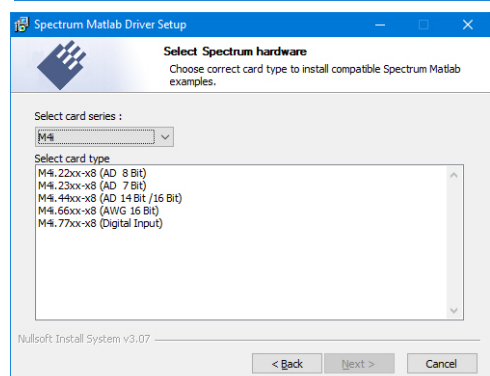 Spectrum Matlab Driver Setup
Select Spectrum hardware
Choose correct card type to install compatible Spectrum Matlab
examples.
Select card series :
M4i
Select card type
M4i.22xx-x8 (AD  8 Bit)
M4i.23xx-x8 (AD  7 Bit)
M4i.44xx-x8 (AD 14 Bit /16 Bit)
M4i.66xx-x8 (AWG 16 Bit)
M4i.77xx-x8 (Digital Input)
Nullsoft Install System v3.07
< Back
Next >
Cancel